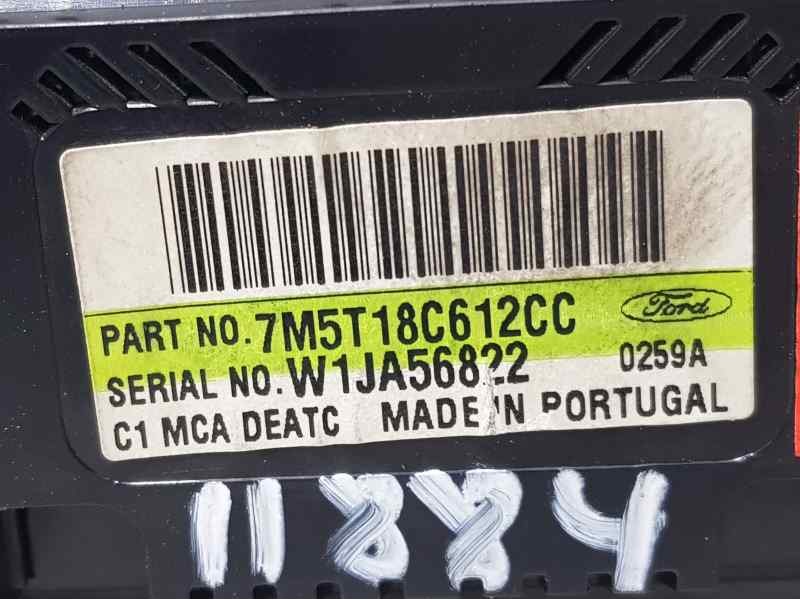 PART NO. 7M5T18C612CC Ford
SERIAL NO. W1JA56822 0259A
C1 MCA DEATC MADE IN PORTUGAL
11884